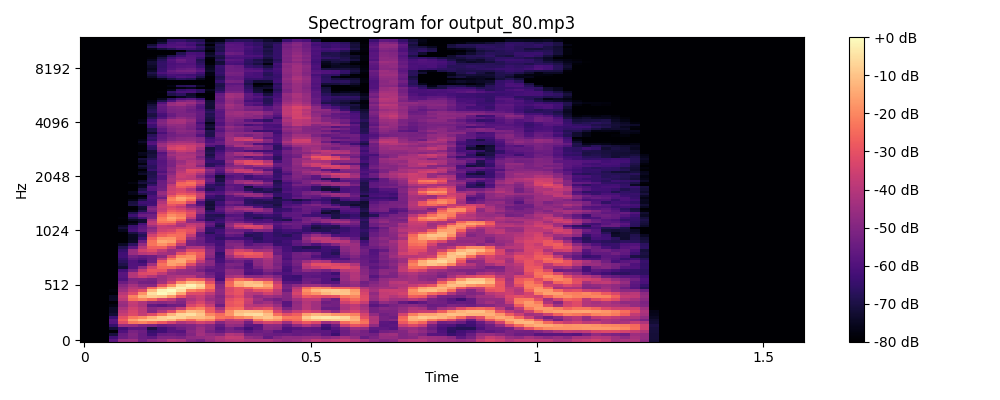 Spectrogram for output_80.mp3
+0 dB
8192
-10 dB
4096
-20 dB
-30 dB
2048
Hz
-40 dB
1024
-50 dB
-60 dB
512
-70 dB
0
-80 dB
0
0.5
1
1.5
Time